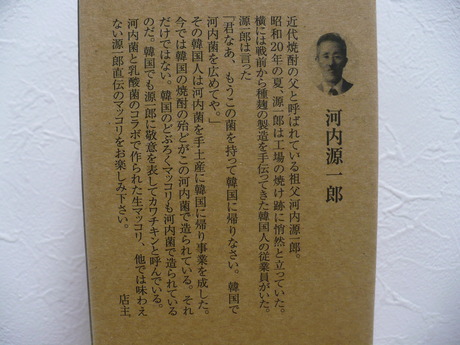 河内源一郎
近代焼酎の父と呼ばれている祖父河内源一郎。
昭和20年の夏、源一郎は工場の焼け跡に悄然と立っていた。
横には戦前から種麹の製造を手伝ってきた韓国人の従業員がいた。
源一郎は言った
「君なあ、もうこの菌を持って韓国に帰りなさい。韓国で
河内菌を広めてや。」
その韓国人は河内菌を手土産に韓国に帰り事業を成した。
今では韓国の焼酎の殆どがこの河内菌で造られている。それ
だけではない。韓国のどぶろくマッコリも河内菌で造られている
のだ。韓国でも源一郎に敬意を表してカワチキンと呼んでいる。
河内菌と乳酸菌のコラボで作られた生マッコリ、他では味わえ
ない源一郎直伝のマッコリをお楽しみ下さい。
店主